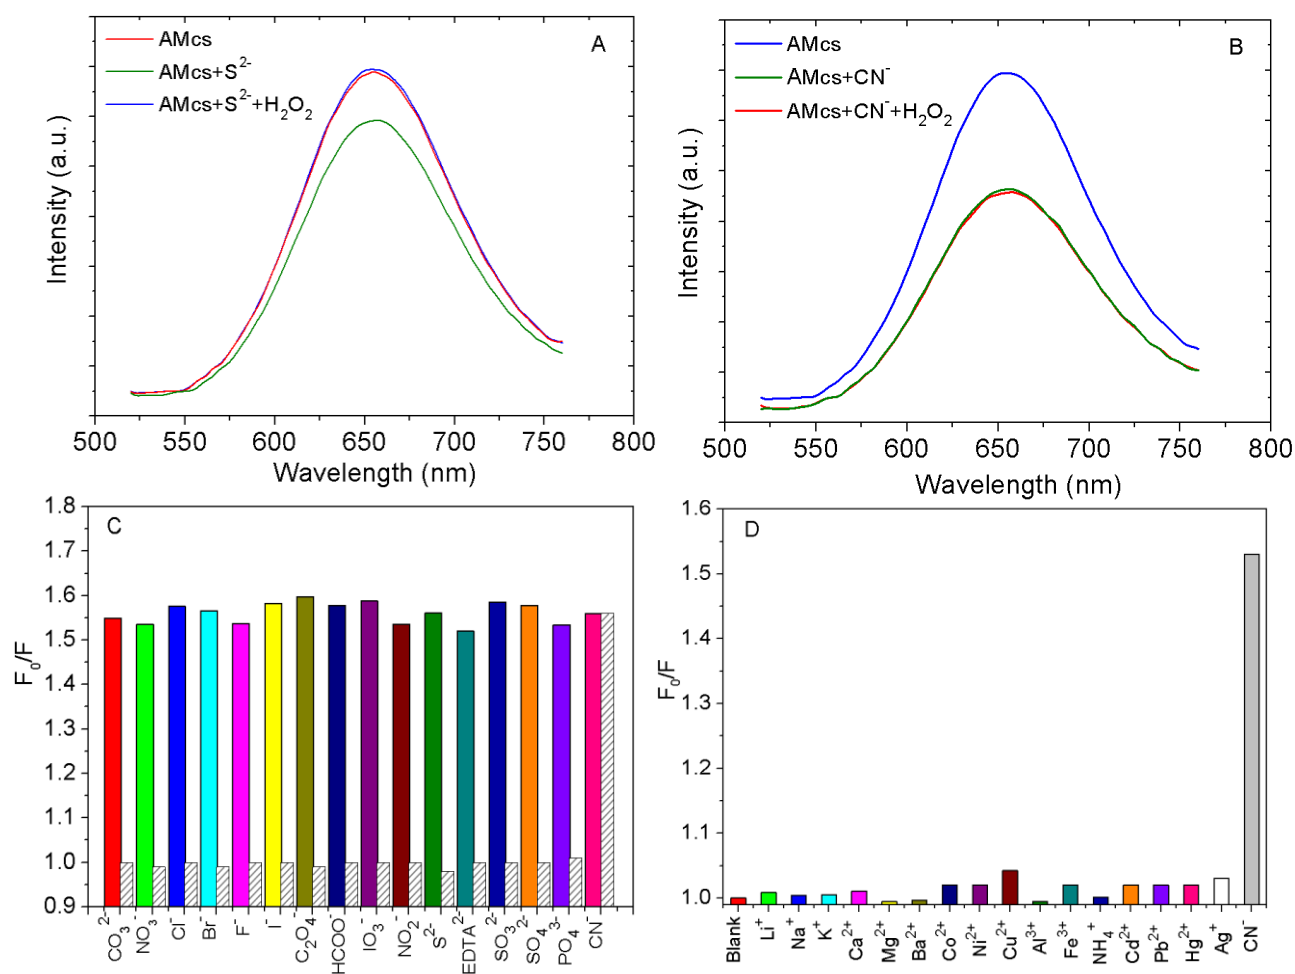 AMcs
AMcs+S²⁻
AMcs+S²⁻+H₂O₂
A
Intensity (a.u.)
500 550 600 650 700 750 800
Wavelength (nm)
AMcs
AMcs+CN⁻
AMcs+CN⁻+H₂O₂
B
Intensity (a.u.)
500 550 600 650 700 750 800
Wavelength (nm)
C
F₀/F
1.8
1.7
1.6
1.5
1.4
1.3
1.2
1.1
1.0
0.9
CO₃²⁻
NO₃⁻
Cl⁻
Br⁻
F⁻
I⁻
C₂O₄
HCOO⁻
IO₃⁻
NO₂⁻
S²⁻
EDTA²⁻
SO₃²⁻
SO₄²⁻
PO₄³⁻
CN⁻
D
F₀/F
1.6
1.5
1.4
1.3
1.2
1.1
1.0
Blank
Li⁺
Na⁺
K⁺
Ca²⁺
Mg²⁺
Ba²⁺
Co²⁺
Ni²⁺
Cu²⁺
Al³⁺
Fe³⁺
NH₄⁺
Cd²⁺
Pb²⁺
Hg²⁺
Ag⁺
CN⁻